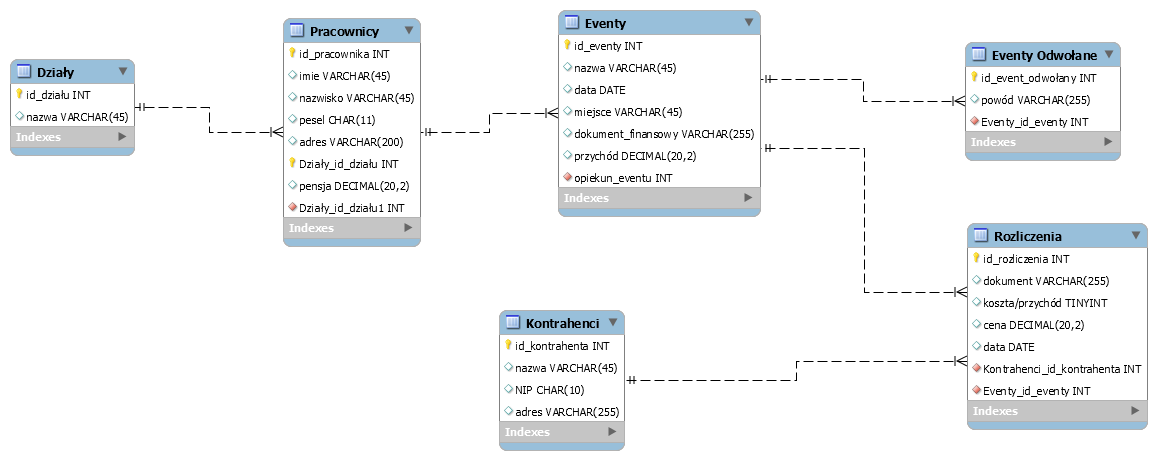 Działy
id_działu INT
nazwa VARCHAR(45)
Indexes
Pracownicy
id_pracownika INT
imie VARCHAR(45)
nazwisko VARCHAR(45)
pesel CHAR(11)
adres VARCHAR(200)
Działy_id_działu INT
pensja DECIMAL(20,2)
Działy_id_działu1 INT
Indexes
Eventy
id_eventy INT
nazwa VARCHAR(45)
data DATE
miejsce VARCHAR(45)
dokument_finansowy VARCHAR(255)
przychód DECIMAL(20,2)
opiekun_eventu INT
Indexes
Eventy Odwołane
id_event_odwołany INT
powód VARCHAR(255)
Eventy_id_eventy INT
Indexes
Kontrahenci
id_kontrahenta INT
nazwa VARCHAR(45)
NIP CHAR(10)
adres VARCHAR(255)
Indexes
Rozliczenia
id_rozliczenia INT
dokument VARCHAR(255)
koszta/przychód TINYINT
cena DECIMAL(20,2)
data DATE
Kontrahenci_id_kontrahenta INT
Eventy_id_eventy INT
Indexes